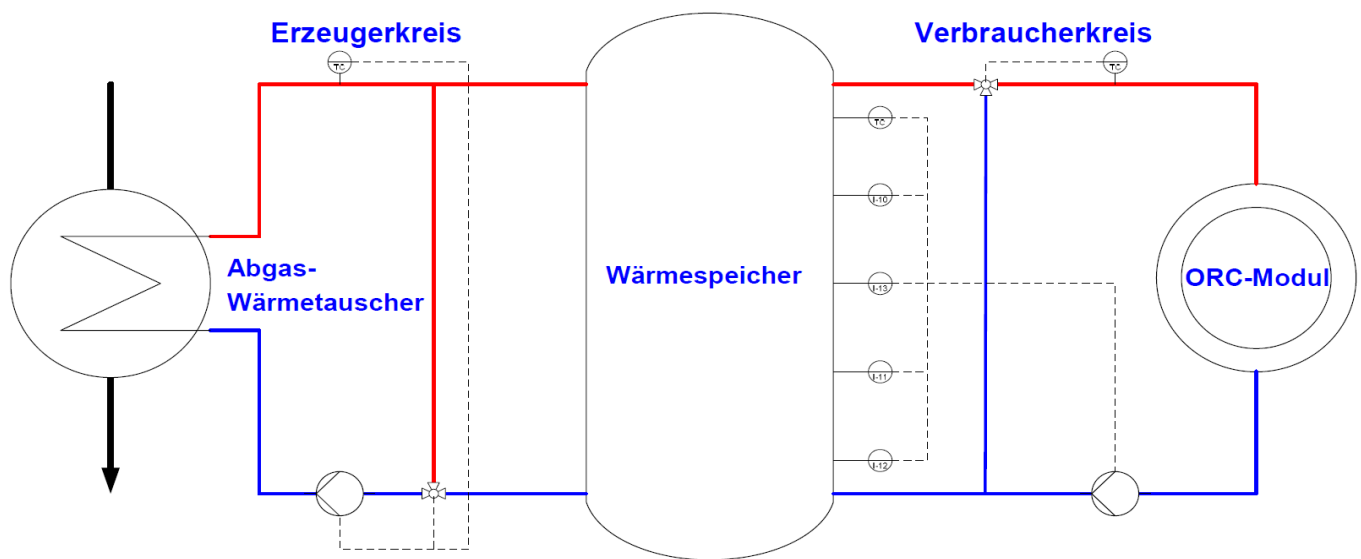 Erzeugerkreis
Verbraucherkreis
TC
TC
TC
I-10
Abgas-
Wärmetauscher
Wärmespeicher
I-13
ORC-Modul
I-11
I-12